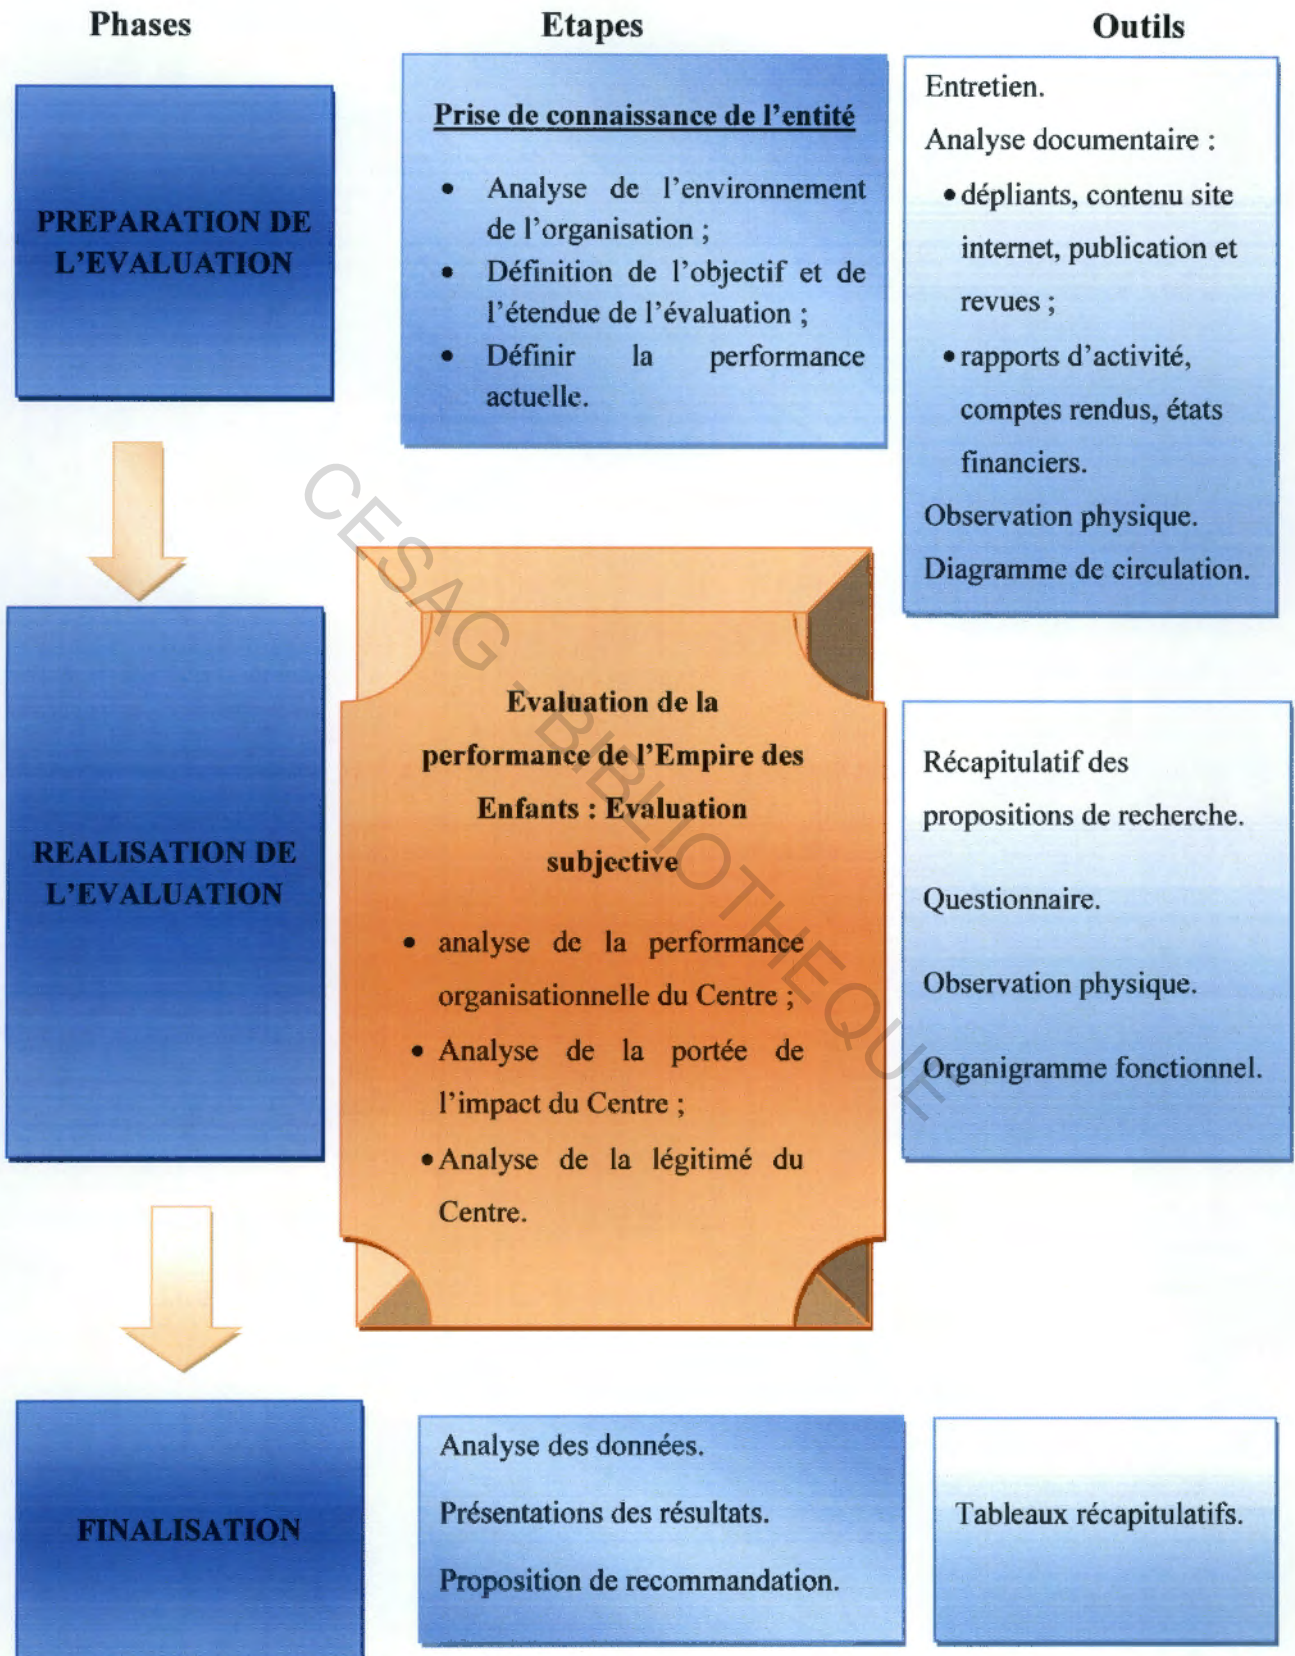 Phases
Etapes
Outils
PREPARATION DE
L'EVALUATION
Prise de connaissance de l'entité
• Analyse de l'environnement
de l'organisation ;
• Définition de l'objectif et de
l'étendue de l'évaluation ;
• Définir la performance
actuelle.
Entretien.
Analyse documentaire :
• dépliants, contenu site
internet, publication et
revues ;
• rapports d'activité,
comptes rendus, états
financiers.
Observation physique.
Diagramme de circulation.
REALISATION DE
L'EVALUATION
Evaluation de la
performance de l'Empire des
Enfants : Evaluation
subjective
• analyse de la performance
organisationnelle du Centre ;
• Analyse de la portée de
l'impact du Centre ;
• Analyse de la légitimé du
Centre.
Récapitulatif des
propositions de recherche.
Questionnaire.
Observation physique.
Organigramme fonctionnel.
FINALISATION
Analyse des données.
Présentations des résultats.
Proposition de recommandation.
Tableaux récapitulatifs.
CESAG - BIBLIOTHEQUE